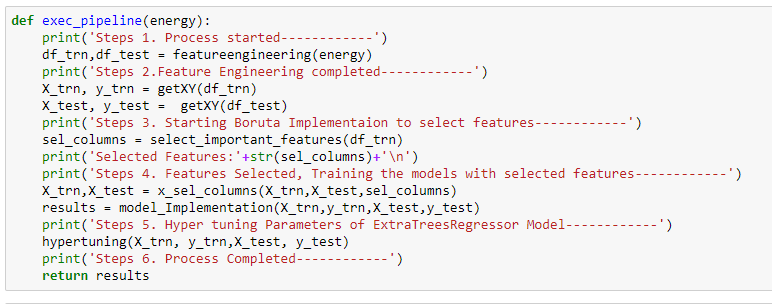 def exec_pipeline(energy):
    print('Steps 1. Process started------------')
    df_trn,df_test = featureengineering(energy)
    print('Steps 2.Feature Engineering completed------------')
    X_trn, y_trn = getXY(df_trn)
    X_test, y_test =  getXY(df_test)
    print('Steps 3. Starting Boruta Implementaion to select features------------')
    sel_columns = select_important_features(df_trn)
    print('Selected Features:'+str(sel_columns)+'\n')
    print('Steps 4. Features Selected, Training the models with selected features------------')
    X_trn,X_test = x_sel_columns(X_trn,X_test,sel_columns)
    results = model_Implementation(X_trn,y_trn,X_test,y_test)
    print('Steps 5. Hyper tuning Parameters of ExtraTreesRegressor Model------------')
    hypertuning(X_trn, y_trn,X_test, y_test)
    print('Steps 6. Process Completed------------')
    return results